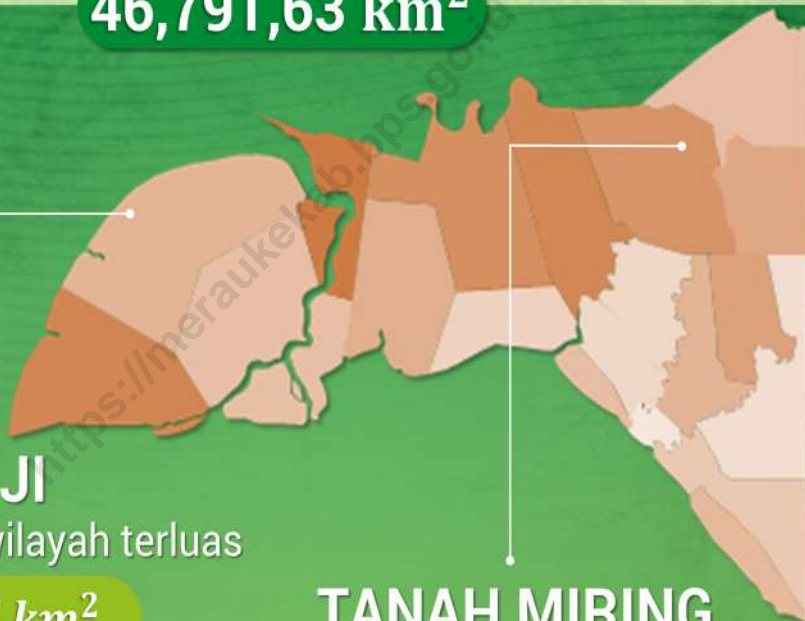 46,791,63 km²
https://meraukekab.bps.go.id
JI
wilayah terluas
km²
TANAH MIRING